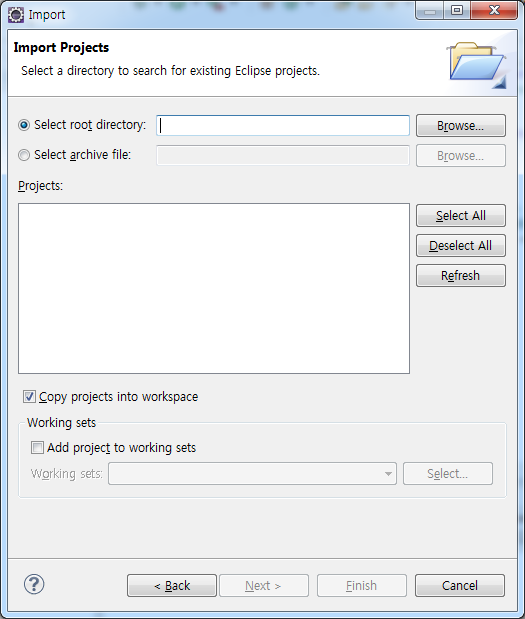 Import
Import Projects
Select a directory to search for existing Eclipse projects.
Select root directory:
Browse...
Select archive file:
Browse...
Projects:
Select All
Deselect All
Refresh
Copy projects into workspace
Working sets
Add project to working sets
Working sets:
Select...
?
< Back
Next >
Finish
Cancel